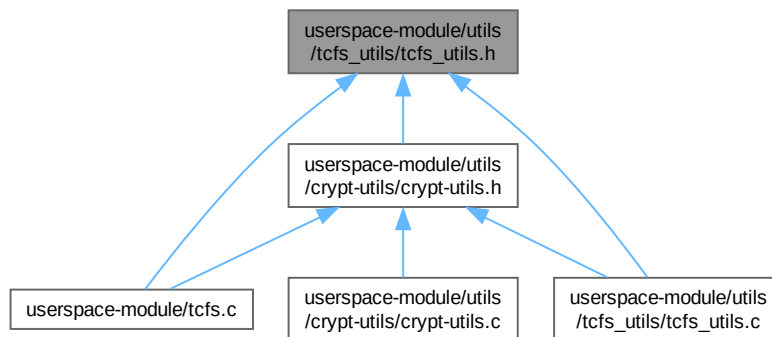 userspace-module/utils
/tcfs_utils/tcfs_utils.h
userspace-module/utils
/crypt-utils/crypt-utils.h
userspace-module/tcfs.c
userspace-module/utils
/crypt-utils/crypt-utils.c
userspace-module/utils
/tcfs_utils/tcfs_utils.c